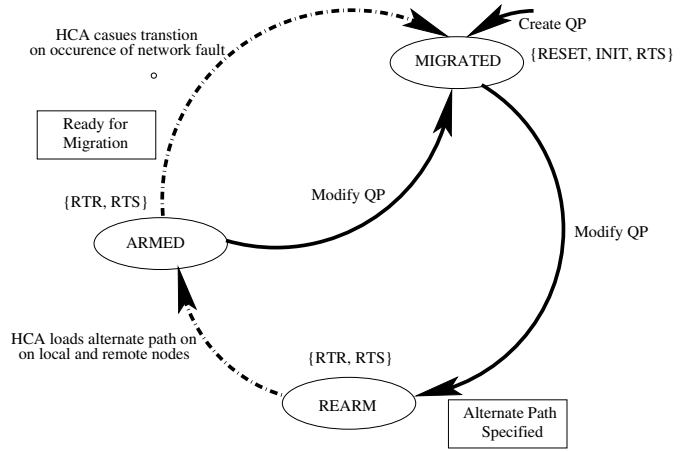 HCA casues transtion
on occurence of network fault
Create QP
MIGRATED
{RESET, INIT, RTS}
Ready for
Migration
{RTR, RTS}
Modify QP
Modify QP
ARMED
HCA loads alternate path on
on local and remote nodes
{RTR, RTS}
REARM
Alternate Path
Specified